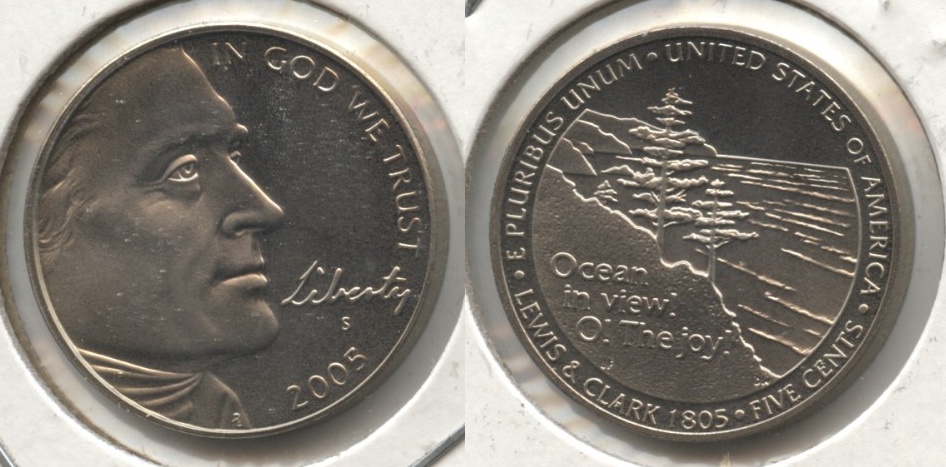 IN GOD WE TRUST
Liberty
S
2005
E PLURIBUS UNUM • UNITED STATES OF AMERICA •
Ocean
in view!
O! The joy!
LEWIS & CLARK 1805 • FIVE CENTS •